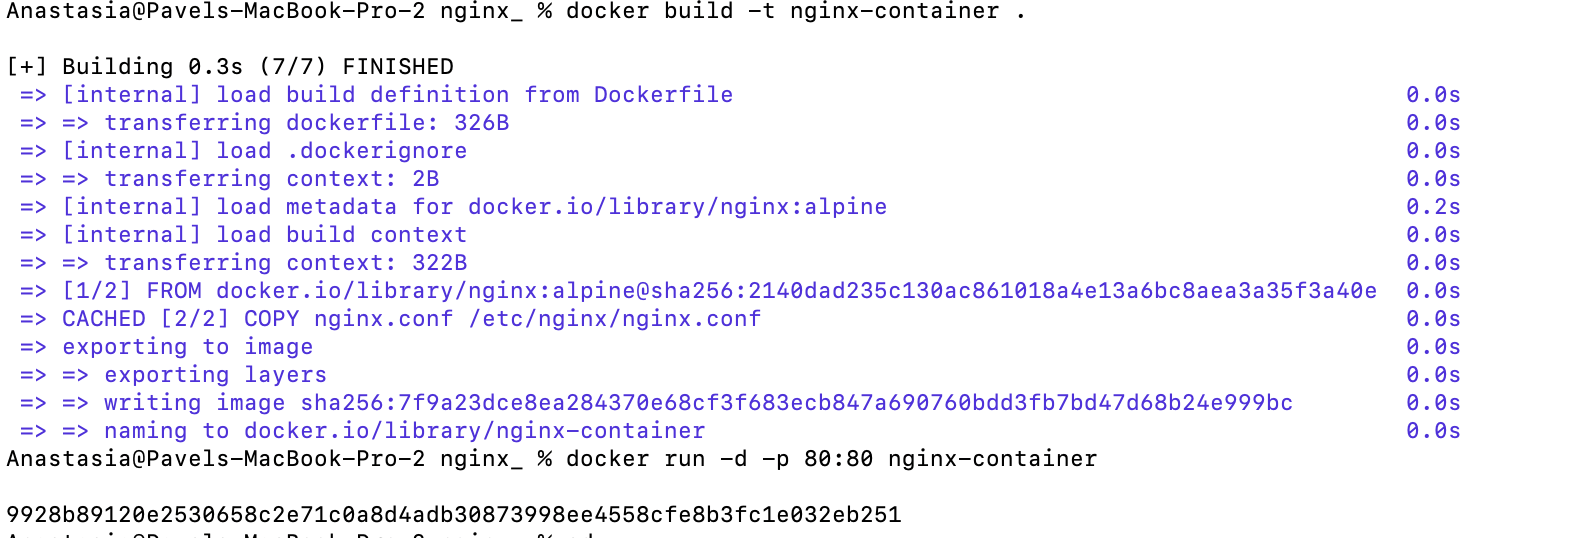 Anastasia@Pavels-MacBook-Pro-2 nginx_ % docker build -t nginx-container .
[+] Building 0.3s (7/7) FINISHED
=> [internal] load build definition from Dockerfile 0.0s
=> => transferring dockerfile: 326B 0.0s
=> [internal] load .dockerignore 0.0s
=> => transferring context: 2B 0.0s
=> [internal] load metadata for docker.io/library/nginx:alpine 0.2s
=> [internal] load build context 0.0s
=> => transferring context: 322B 0.0s
=> [1/2] FROM docker.io/library/nginx:alpine@sha256:2140dad235c130ac861018a4e13a6bc8aea3a35f3a40e 0.0s
=> CACHED [2/2] COPY nginx.conf /etc/nginx/nginx.conf 0.0s
=> exporting to image 0.0s
=> => exporting layers 0.0s
=> => writing image sha256:7f9a23dce8ea284370e68cf3f683ecb847a690760bdd3fb7bd47d68b24e999bc 0.0s
=> => naming to docker.io/library/nginx-container 0.0s
Anastasia@Pavels-MacBook-Pro-2 nginx_ % docker run -d -p 80:80 nginx-container
9928b89120e2530658c2e71c0a8d4adb30873998ee4558cfe8b3fc1e032eb251